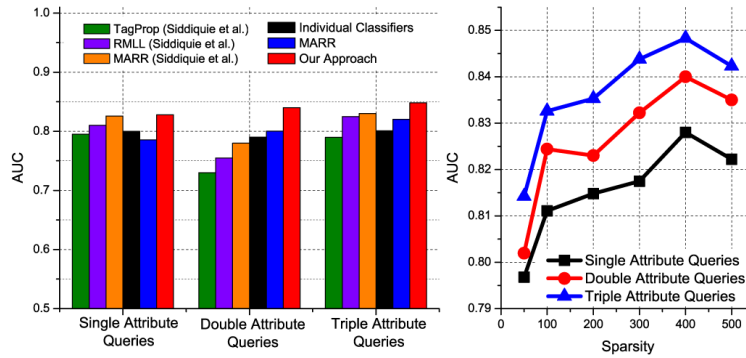 TagProp (Siddiquie et al.)
RMLL (Siddiquie et al.)
MARR (Siddiquie et al.)
Individual Classifiers
MARR
Our Approach
1.0
0.9
0.8
0.7
0.6
0.5
AUC
Single Attribute
Queries
Double Attribute
Queries
Triple Attribute
Queries
0.85
0.84
0.83
0.82
0.81
0.80
0.79
AUC
Single Attribute Queries
Double Attribute Queries
Triple Attribute Queries
0 100 200 300 400 500
Sparsity